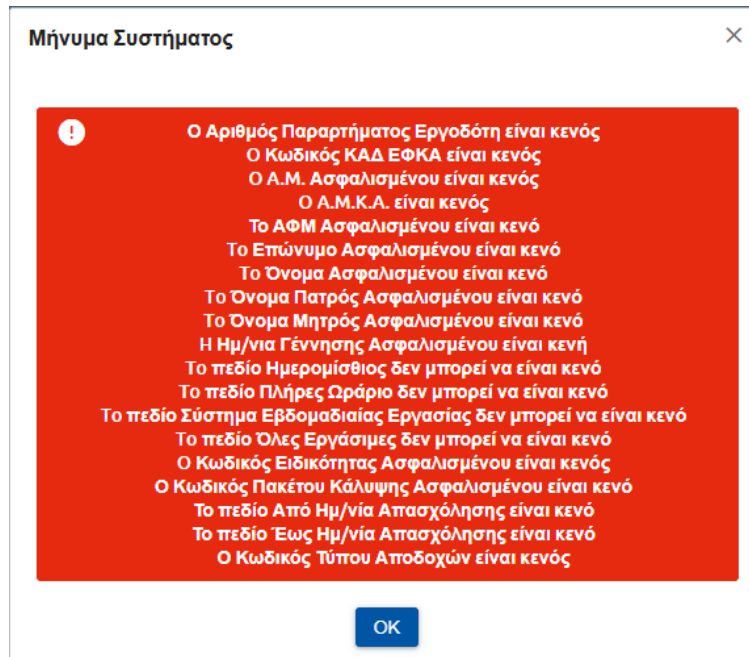 Μήνυμα Συστήματος
Ο Αριθμός Παραρτήματος Εργοδότη είναι κενός
Ο Κωδικός ΚΑΔ ΕΦΚΑ είναι κενός
Ο Α.Μ. Ασφαλισμένου είναι κενός
Ο Α.Μ.Κ.Α. είναι κενός
Το ΑΦΜ Ασφαλισμένου είναι κενό
Το Επώνυμο Ασφαλισμένου είναι κενό
Το Όνομα Ασφαλισμένου είναι κενό
Το Όνομα Πατρός Ασφαλισμένου είναι κενό
Το Όνομα Μητρός Ασφαλισμένου είναι κενό
Η Ημ/νια Γέννησης Ασφαλισμένου είναι κενή
Το πεδίο Ημερομίσθιος δεν μπορεί να είναι κενό
Το πεδίο Πλήρες Ωράριο δεν μπορεί να είναι κενό
Το πεδίο Σύστημα Εβδομαδιαίας Εργασίας δεν μπορεί να είναι κενό
Το πεδίο Όλες Εργάσιμες δεν μπορεί να είναι κενό
Ο Κωδικός Ειδικότητας Ασφαλισμένου είναι κενός
Ο Κωδικός Πακέτου Κάλυψης Ασφαλισμένου είναι κενό
Το πεδίο Από Ημ/νία Απασχόλησης είναι κενό
Το πεδίο Έως Ημ/νία Απασχόλησης είναι κενό
Ο Κωδικός Τύπου Αποδοχών είναι κενός
OK